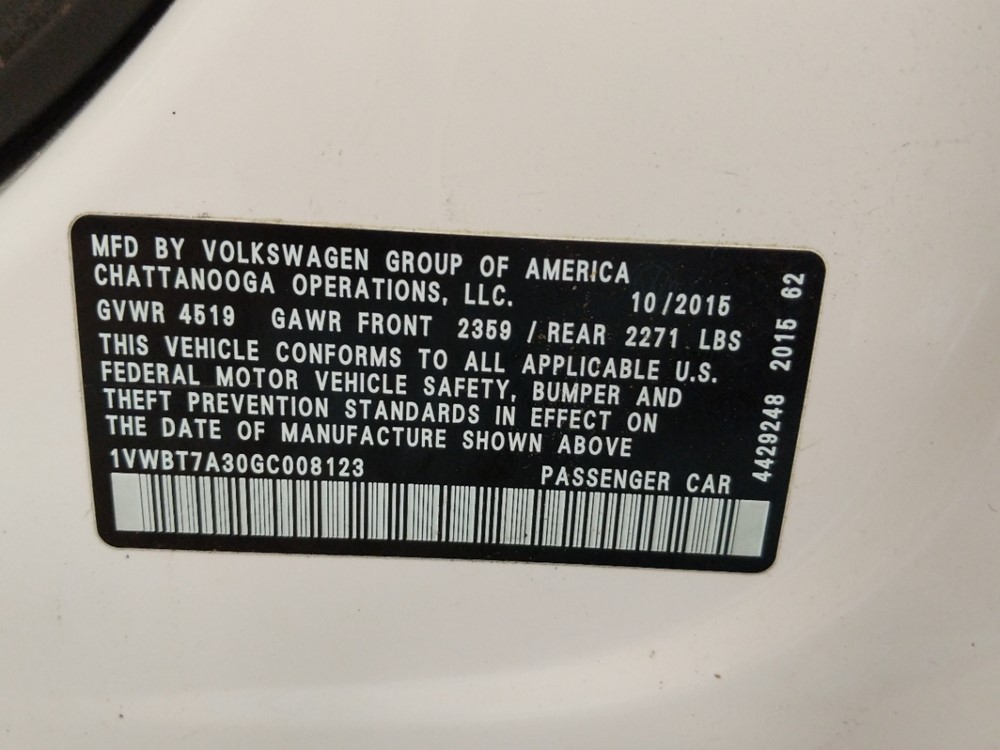 MFD BY VOLKSWAGEN GROUP OF AMERICA
CHATTANOOGA OPERATIONS, LLC. 10/2015
GVWR 4519 GAWR FRONT 2359 / REAR 2271 LBS
THIS VEHICLE CONFORMS TO ALL APPLICABLE U.S.
FEDERAL MOTOR VEHICLE SAFETY, BUMPER AND
THEFT PREVENTION STANDARDS IN EFFECT ON
THE DATE OF MANUFACTURE SHOWN ABOVE
1VWBT7A30GC008123 PASSENGER CAR
4429248 2015 62